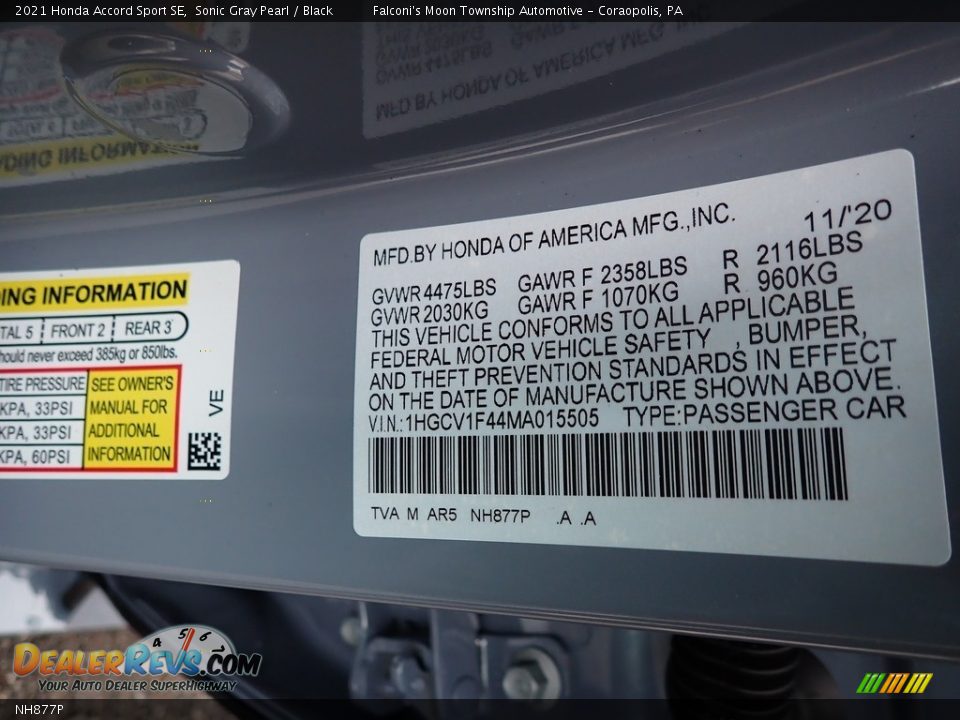 2021 Honda Accord Sport SE, Sonic Gray Pearl / Black Falconi's Moon Township Automotive - Coraopolis, PA
MFD.BY HONDA OF AMERICA MFG.,INC. 11/'20
GVWR 4475LBS GAWR F 2358LBS R 2116LBS
GVWR 2030KG GAWR F 1070KG R 960KG
THIS VEHICLE CONFORMS TO ALL APPLICABLE
FEDERAL MOTOR VEHICLE SAFETY , BUMPER,
AND THEFT PREVENTION STANDARDS IN EFFECT
ON THE DATE OF MANUFACTURE SHOWN ABOVE.
V.I.N.:1HGCV1F44MA015505 TYPE:PASSENGER CAR
TVA M AR5 NH877P .A .A
INFORMATION
5 FRONT 2 REAR 3
should never exceed 385kg or 850lbs.
TIRE PRESSURE SEE OWNER'S
KPA, 33PSI MANUAL FOR
KPA, 33PSI ADDITIONAL
KPA, 60PSI INFORMATION
VE
4 5 6
DEALERREVS.COM
YOUR AUTO DEALER SUPERHIGHWAY
NH877P